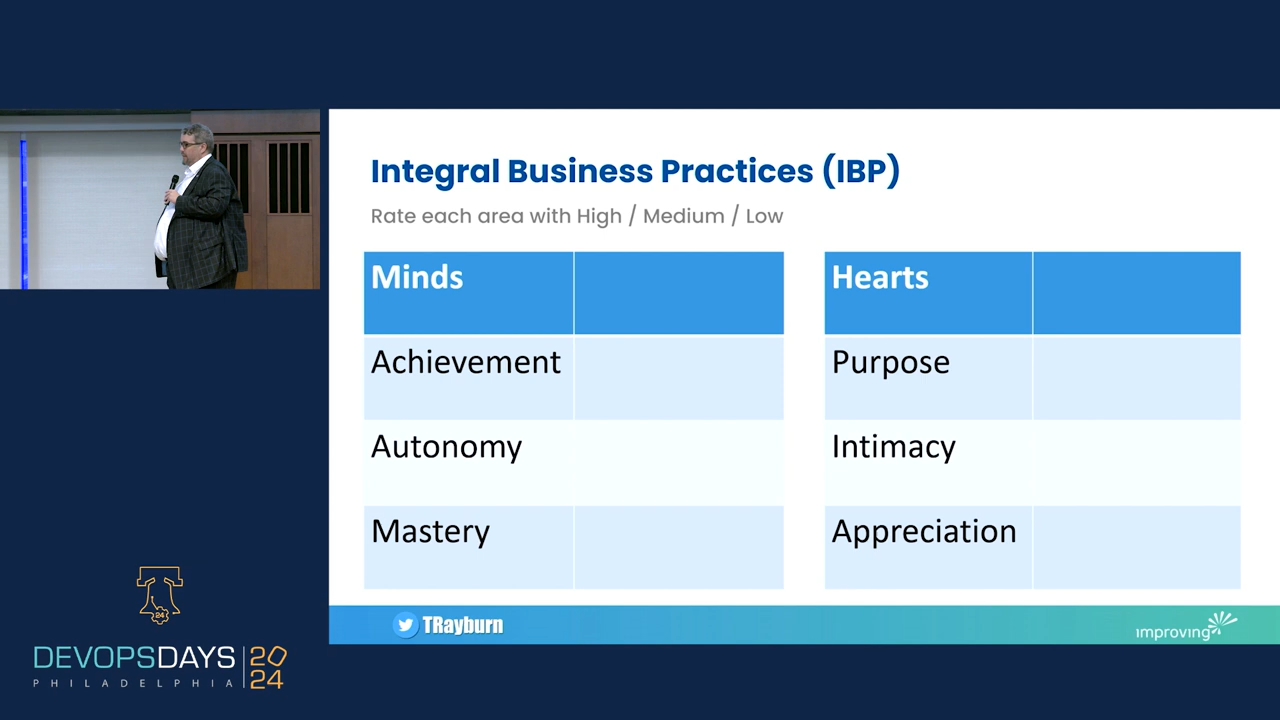 Integral Business Practices (IBP)
Rate each area with High / Medium / Low
Minds
Achievement
Autonomy
Mastery
Hearts
Purpose
Intimacy
Appreciation
TRayburn
improving
24
DEVOPSDAYS
PHILADELPHIA
2024